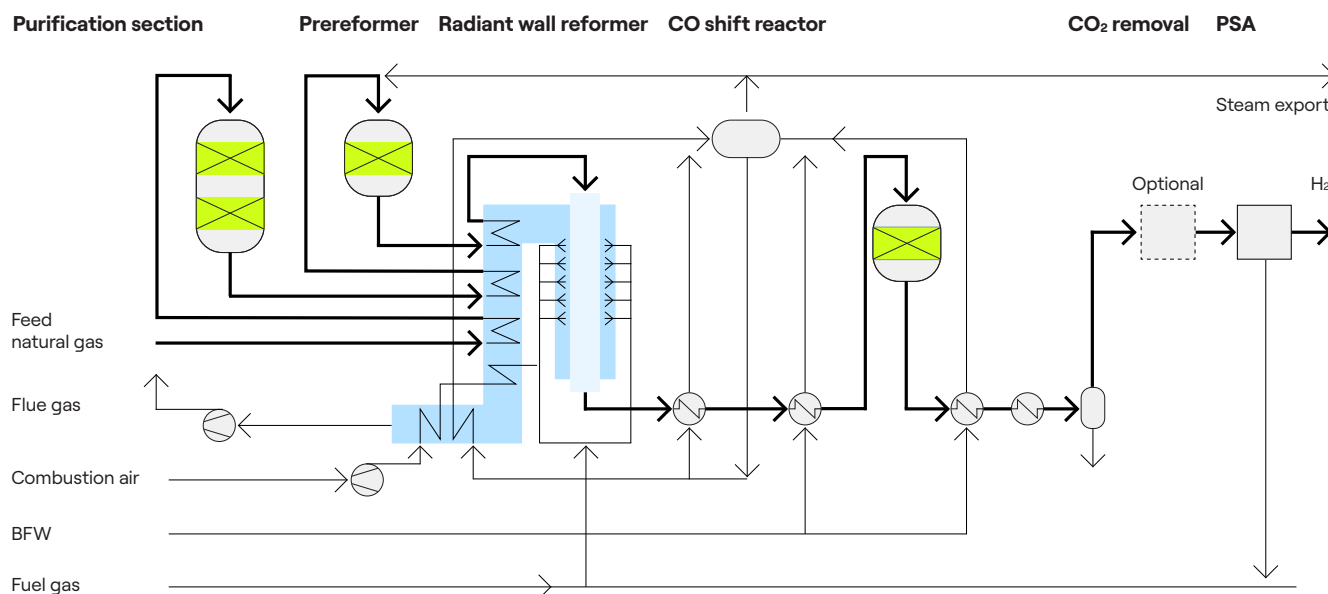 Purification section
Prereformer
Radiant wall reformer
CO shift reactor
CO₂ removal
PSA
Steam export
Optional
H₂
Feed
natural gas
Flue gas
Combustion air
BFW
Fuel gas